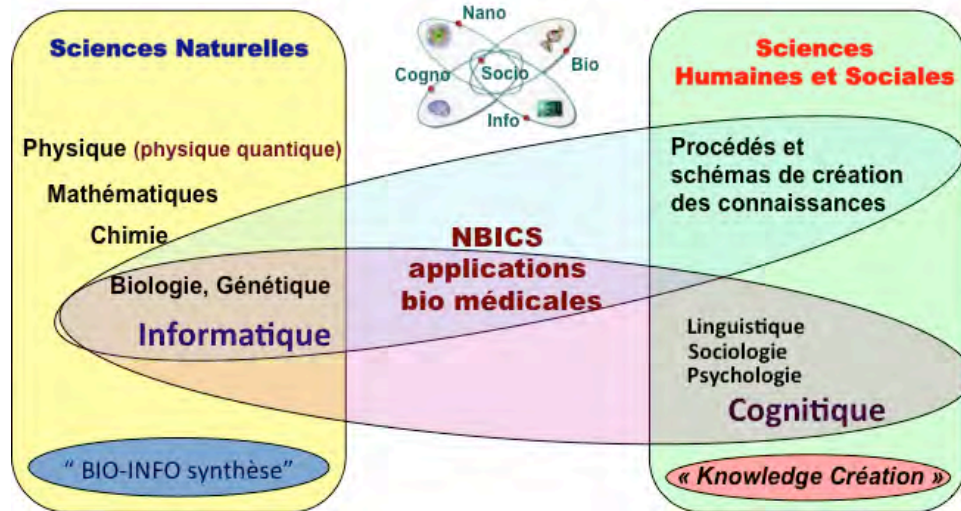 Sciences Naturelles
Physique (physique quantique)
Mathématiques
Chimie
Biologie, Génétique
Informatique
“ BIO-INFO synthèse”
Nano
Cogno
Socio
Bio
Info
NBICS
applications
bio médicales
Sciences
Humaines et Sociales
Procédés et
schémas de création
des connaissances
Linguistique
Sociologie
Psychologie
Cognitique
« Knowledge Création »